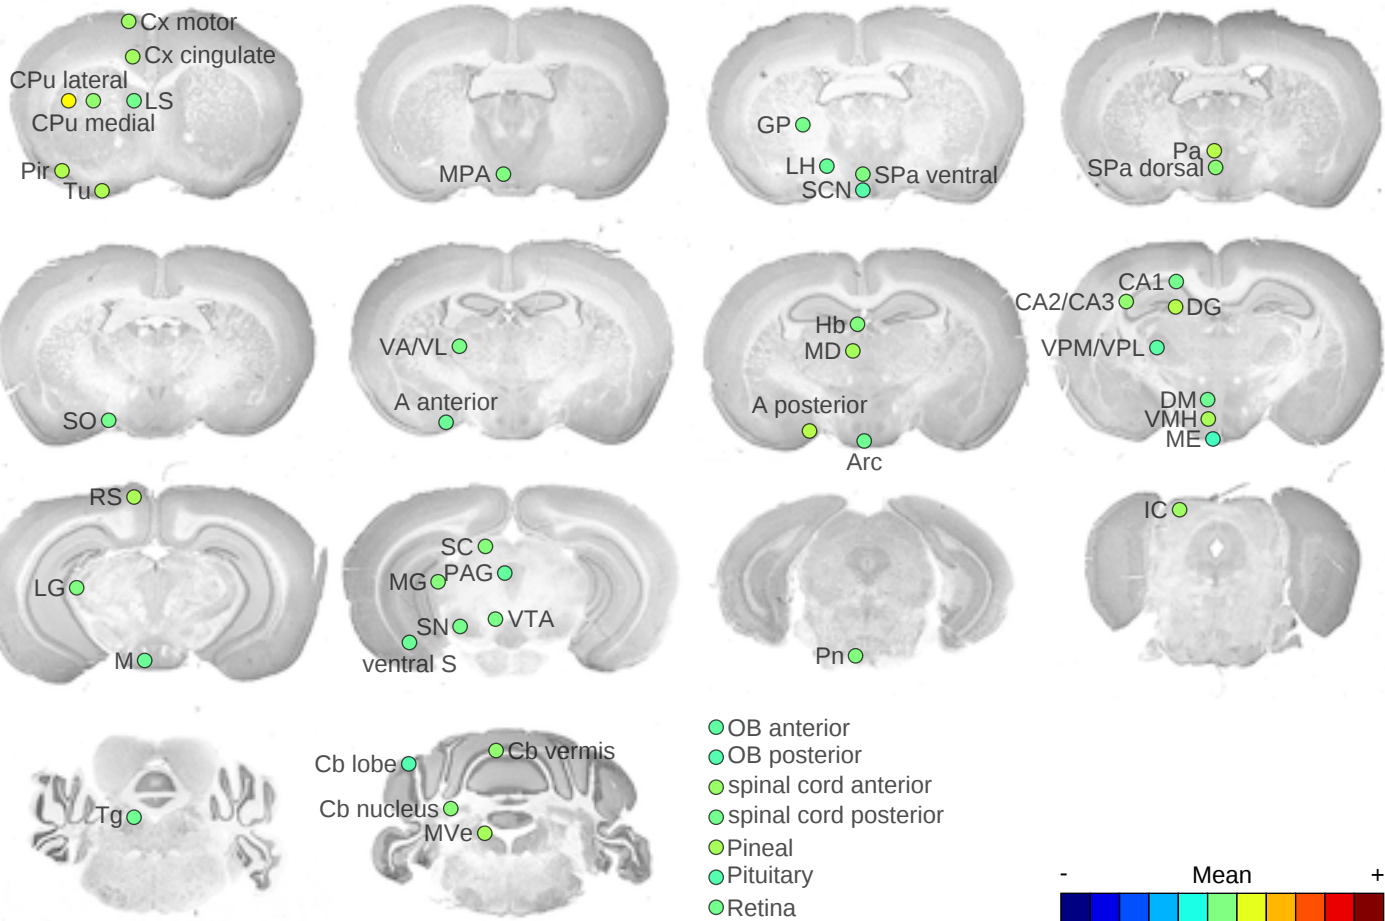 Cx motor
Cx cingulate
CPu lateral
LS
CPu medial
Pir
Tu
MPA
GP
LH
SPa ventral
SCN
Pa
SPa dorsal
SO
VA/VL
A anterior
Hb
MD
A posterior
Arc
CA1
CA2/CA3
DG
VPM/VPL
DM
VMH
ME
RS
LG
M
SC
MG
PAG
SN
VTA
ventral S
Pn
IC
Tg
Cb lobe
Cb vermis
Cb nucleus
MVe
OB anterior
OB posterior
spinal cord anterior
spinal cord posterior
Pineal
Pituitary
Retina
- Mean +